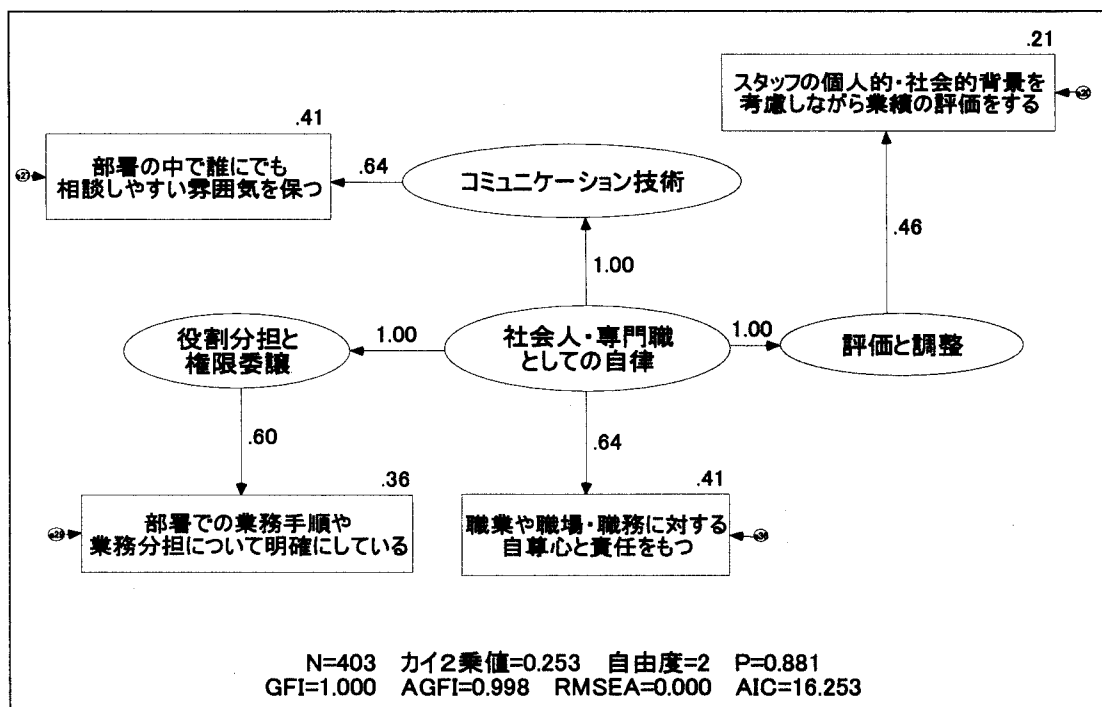 .21
スタッフの個人的・社会的背景を
考慮しながら業績の評価をする
.41
部署の中で誰にでも
相談しやすい雰囲気を保つ
.64
コミュニケーション技術
.46
1.00
役割分担と
権限委譲
1.00
社会人・専門職
としての自律
1.00
評価と調整
.60
.64
.36
部署での業務手順や
業務分担について明確にしている
.41
職業や職場・職務に対する
自尊心と責任をもつ
N=403 カイ2乗値=0.253 自由度=2 P=0.881
GFI=1.000 AGFI=0.998 RMSEA=0.000 AIC=16.253